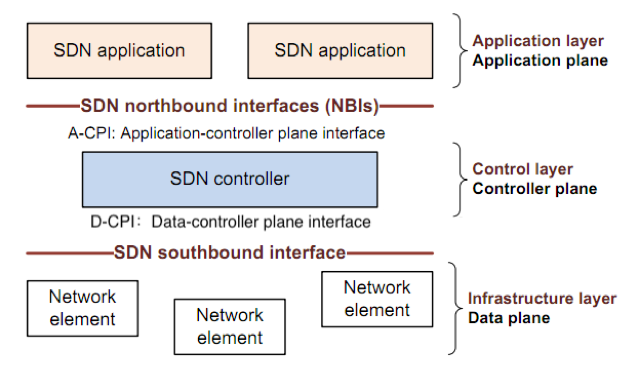 SDN application
SDN application
Application layer
Application plane
SDN northbound interfaces (NBIs)
A-CPI: Application-controller plane interface
SDN controller
Control layer
Controller plane
D-CPI: Data-controller plane interface
SDN southbound interface
Network
element
Network
element
Network
element
Infrastructure layer
Data plane